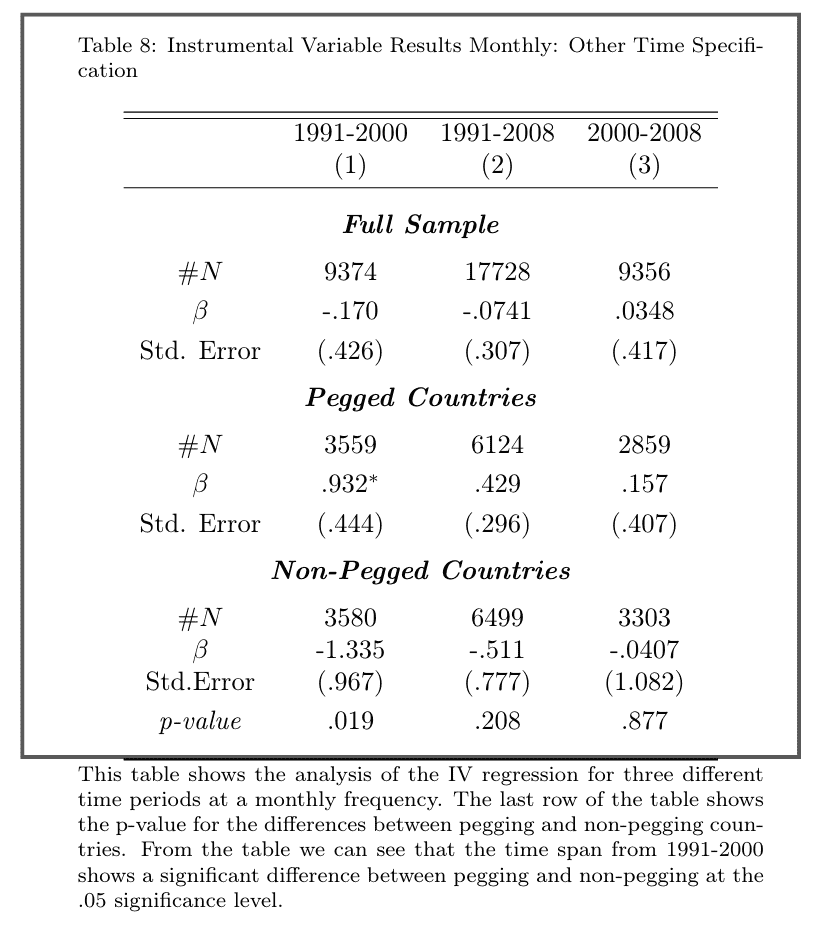 Table 8: Instrumental Variable Results Monthly: Other Time Specifi-
cation
1991-2000 1991-2008 2000-2008
(1) (2) (3)
Full Sample
#N 9374 17728 9356
β -.170 -.0741 .0348
Std. Error (.426) (.307) (.417)
Pegged Countries
#N 3559 6124 2859
β .932* .429 .157
Std. Error (.444) (.296) (.407)
Non-Pegged Countries
#N 3580 6499 3303
β -1.335 -.511 -.0407
Std.Error (.967) (.777) (1.082)
p-value .019 .208 .877
This table shows the analysis of the IV regression for three different
time periods at a monthly frequency. The last row of the table shows
the p-value for the differences between pegging and non-pegging coun-
tries. From the table we can see that the time span from 1991-2000
shows a significant difference between pegging and non-pegging at the
.05 significance level.